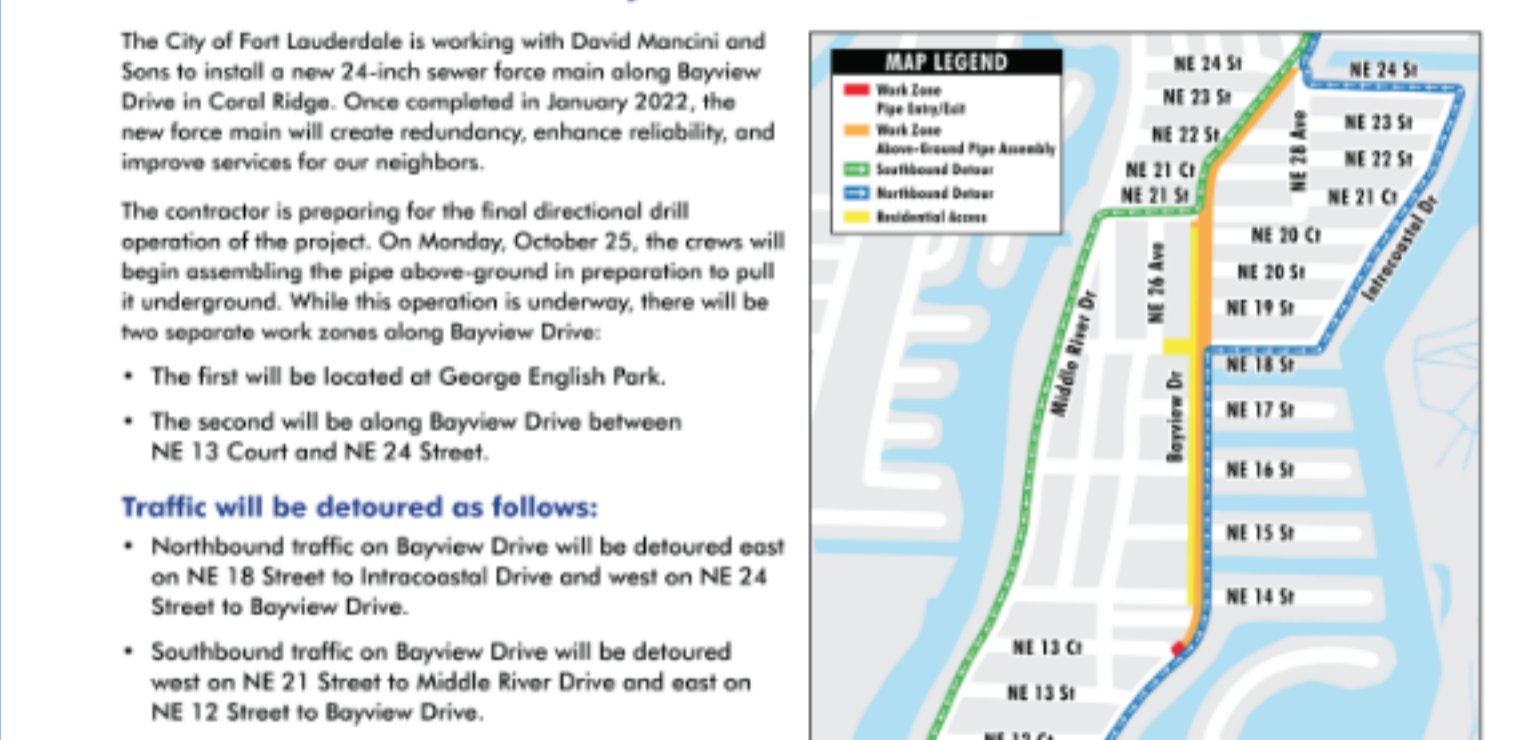 The City of Fort Lauderdale is working with David Mancini and
Sons to install a new 24-inch sewer force main along Bayview
Drive in Coral Ridge. Once completed in January 2022, the
new force main will create redundancy, enhance reliability, and
improve services for our neighbors.
The contractor is preparing for the final directional drill
operation of the project. On Monday, October 25, the crews will
begin assembling the pipe above-ground in preparation to pull
it underground. While this operation is underway, there will be
two separate work zones along Bayview Drive:
• The first will be located at George English Park.
• The second will be along Bayview Drive between
NE 13 Court and NE 24 Street.
Traffic will be detoured as follows:
• Northbound traffic on Bayview Drive will be detoured east
on NE 18 Street to Intracoastal Drive and west on NE 24
Street to Bayview Drive.
• Southbound traffic on Bayview Drive will be detoured
west on NE 21 Street to Middle River Drive and east on
NE 12 Street to Bayview Drive.
MAP LEGEND
Work Zone
Pipe Entry/Exit
Work Zone
Above-Ground Pipe Assembly
Southbound Detour
Northbound Detour
Residential Access
NE 24 St
NE 23 St
NE 22 St
NE 21 Ct
NE 21 St
NE 24 St
NE 28 Ave
NE 23 St
NE 22 St
NE 21 Ct
Intracoastal Dr
NE 20 Ct
NE 20 St
NE 19 St
NE 26 Ave
Middle River Dr
Bayview Dr
NE 18 St
NE 17 St
NE 16 St
NE 15 St
NE 14 St
NE 13 Ct
NE 13 St
NE 12 Ct